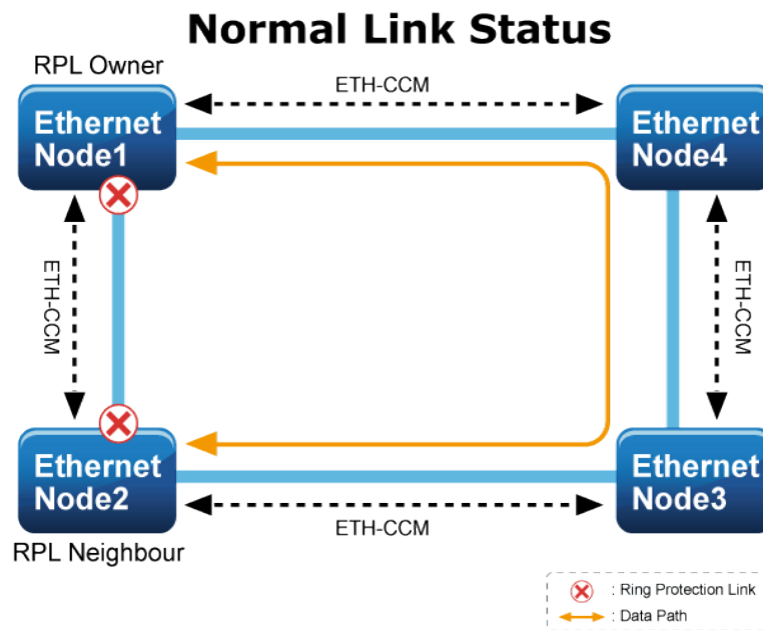 Normal Link Status
RPL Owner
ETH-CCM
Ethernet
Node1
Ethernet
Node4
ETH-CCM
ETH-CCM
Ethernet
Node2
Ethernet
Node3
ETH-CCM
RPL Neighbour
: Ring Protection Link
: Data Path